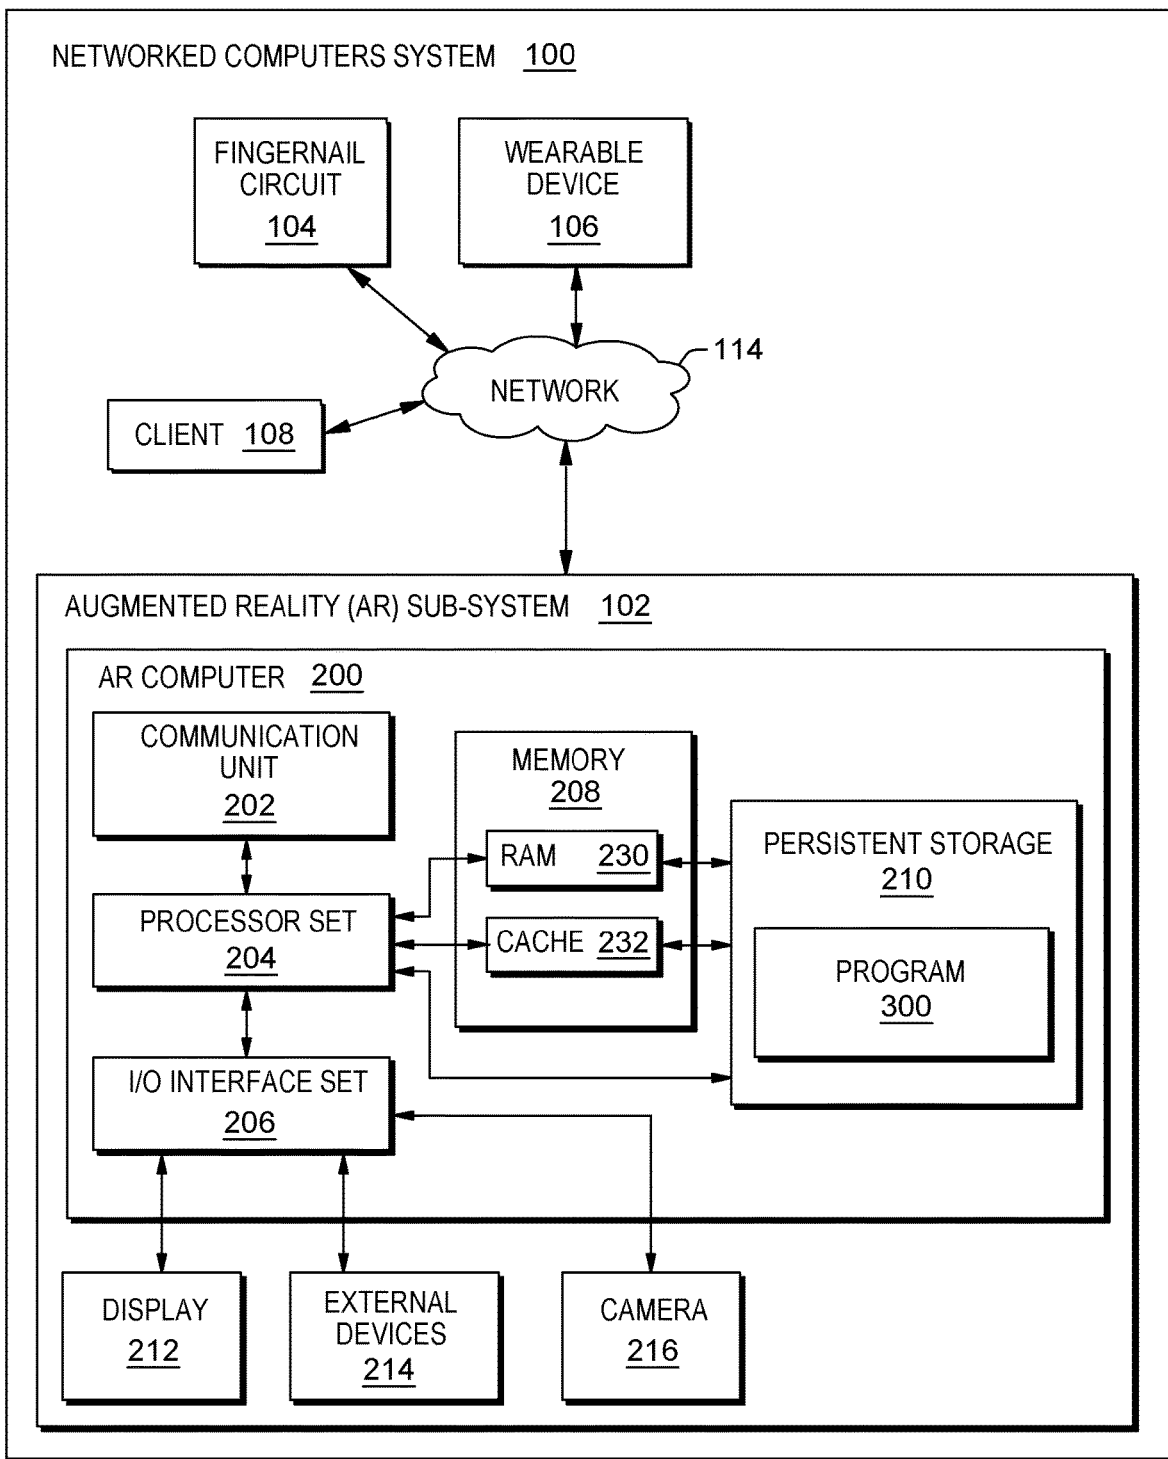 NETWORKED COMPUTERS SYSTEM 100
FINGERNAIL
CIRCUIT
104
WEARABLE
DEVICE
106
114
NETWORK
CLIENT 108
AUGMENTED REALITY (AR) SUB-SYSTEM 102
AR COMPUTER 200
COMMUNICATION
UNIT
202
MEMORY
208
RAM 230
CACHE 232
PERSISTENT STORAGE
210
PROGRAM
300
PROCESSOR SET
204
I/O INTERFACE SET
206
DISPLAY
212
EXTERNAL
DEVICES
214
CAMERA
216